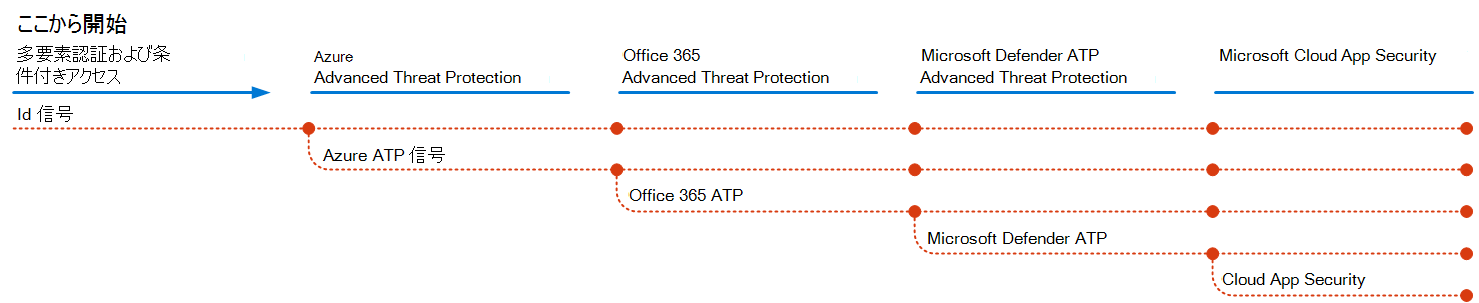 ここから開始
多要素認証および条
件付きアクセス
Azure
Advanced Threat Protection
Office 365
Advanced Threat Protection
Microsoft Defender ATP
Advanced Threat Protection
Microsoft Cloud App Security
Id 信号
Azure ATP 信号
Office 365 ATP
Microsoft Defender ATP
Cloud App Security